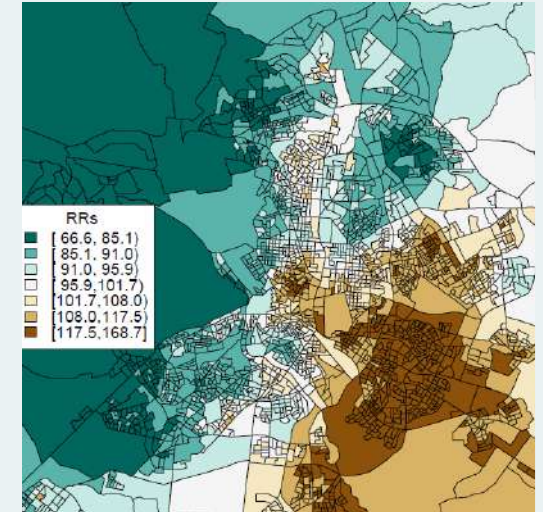 RRs
[ 66.6, 85.1)
[ 85.1, 91.0)
[ 91.0, 95.9)
[ 95.9,101.7)
[101.7,108.0)
[108.0,117.5)
[117.5,168.7]